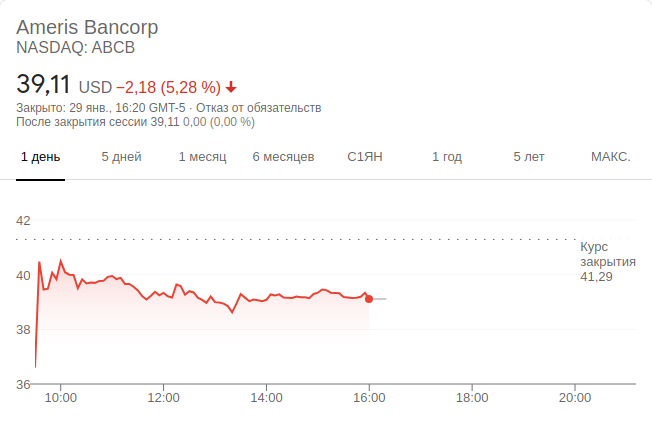 Ameris Bancorp
NASDAQ: ABCB
39,11 USD −2,18 (5,28 %)
Закрыто: 29 янв., 16:20 GMT-5 · Отказ от обязательств
После закрытия сессии 39,11 0,00 (0,00 %)
1 день 5 дней 1 месяц 6 месяцев С1ЯН 1 год 5 лет МАКС.
42
Курс
закрытия
41,29
40
38
36
10:00 12:00 14:00 16:00 18:00 20:00